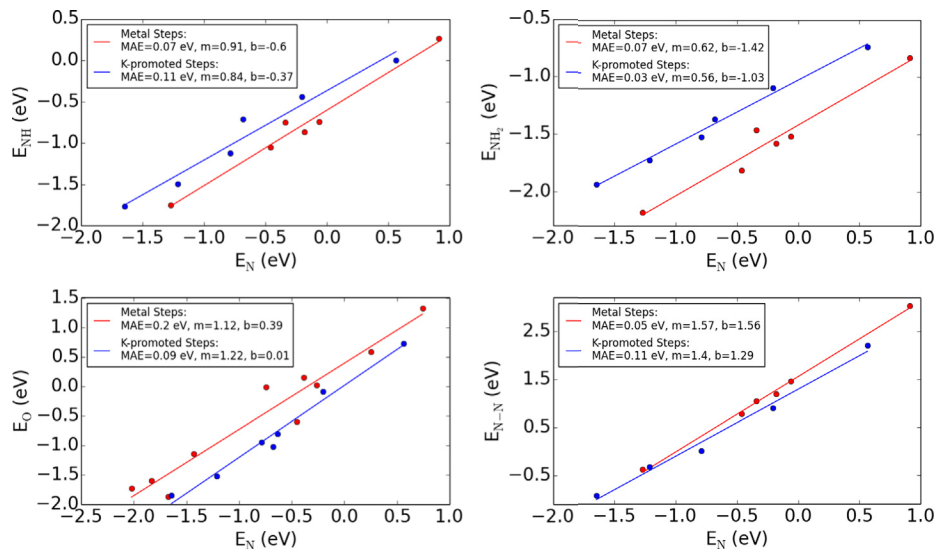 0.5
0.0
−0.5
−1.0
−1.5
−2.0
E_NH (eV)
Metal Steps:
MAE=0.07 eV, m=0.91, b=-0.6
K-promoted Steps:
MAE=0.11 eV, m=0.84, b=-0.37
−2.0 −1.5 −1.0 −0.5 0.0 0.5 1.0
E_N (eV)
−0.5
−1.0
−1.5
−2.0
E_NH₂ (eV)
Metal Steps:
MAE=0.07 eV, m=0.62, b=-1.42
K-promoted Steps:
MAE=0.03 eV, m=0.56, b=-1.03
−2.0 −1.5 −1.0 −0.5 0.0 0.5 1.0
E_N (eV)
1.5
1.0
0.5
0.0
−0.5
−1.0
−1.5
−2.0
E_O (eV)
Metal Steps:
MAE=0.2 eV, m=1.12, b=0.39
K-promoted Steps:
MAE=0.09 eV, m=1.22, b=0.01
−2.0 −1.5 −1.0 −0.5 0.0 0.5 1.0
E_N (eV)
2.5
1.5
0.5
−0.5
E_N−N (eV)
Metal Steps:
MAE=0.05 eV, m=1.57, b=1.56
K-promoted Steps:
MAE=0.11 eV, m=1.4, b=1.29
−2.0 −1.5 −1.0 −0.5 0.0 0.5 1.0
E_N (eV)